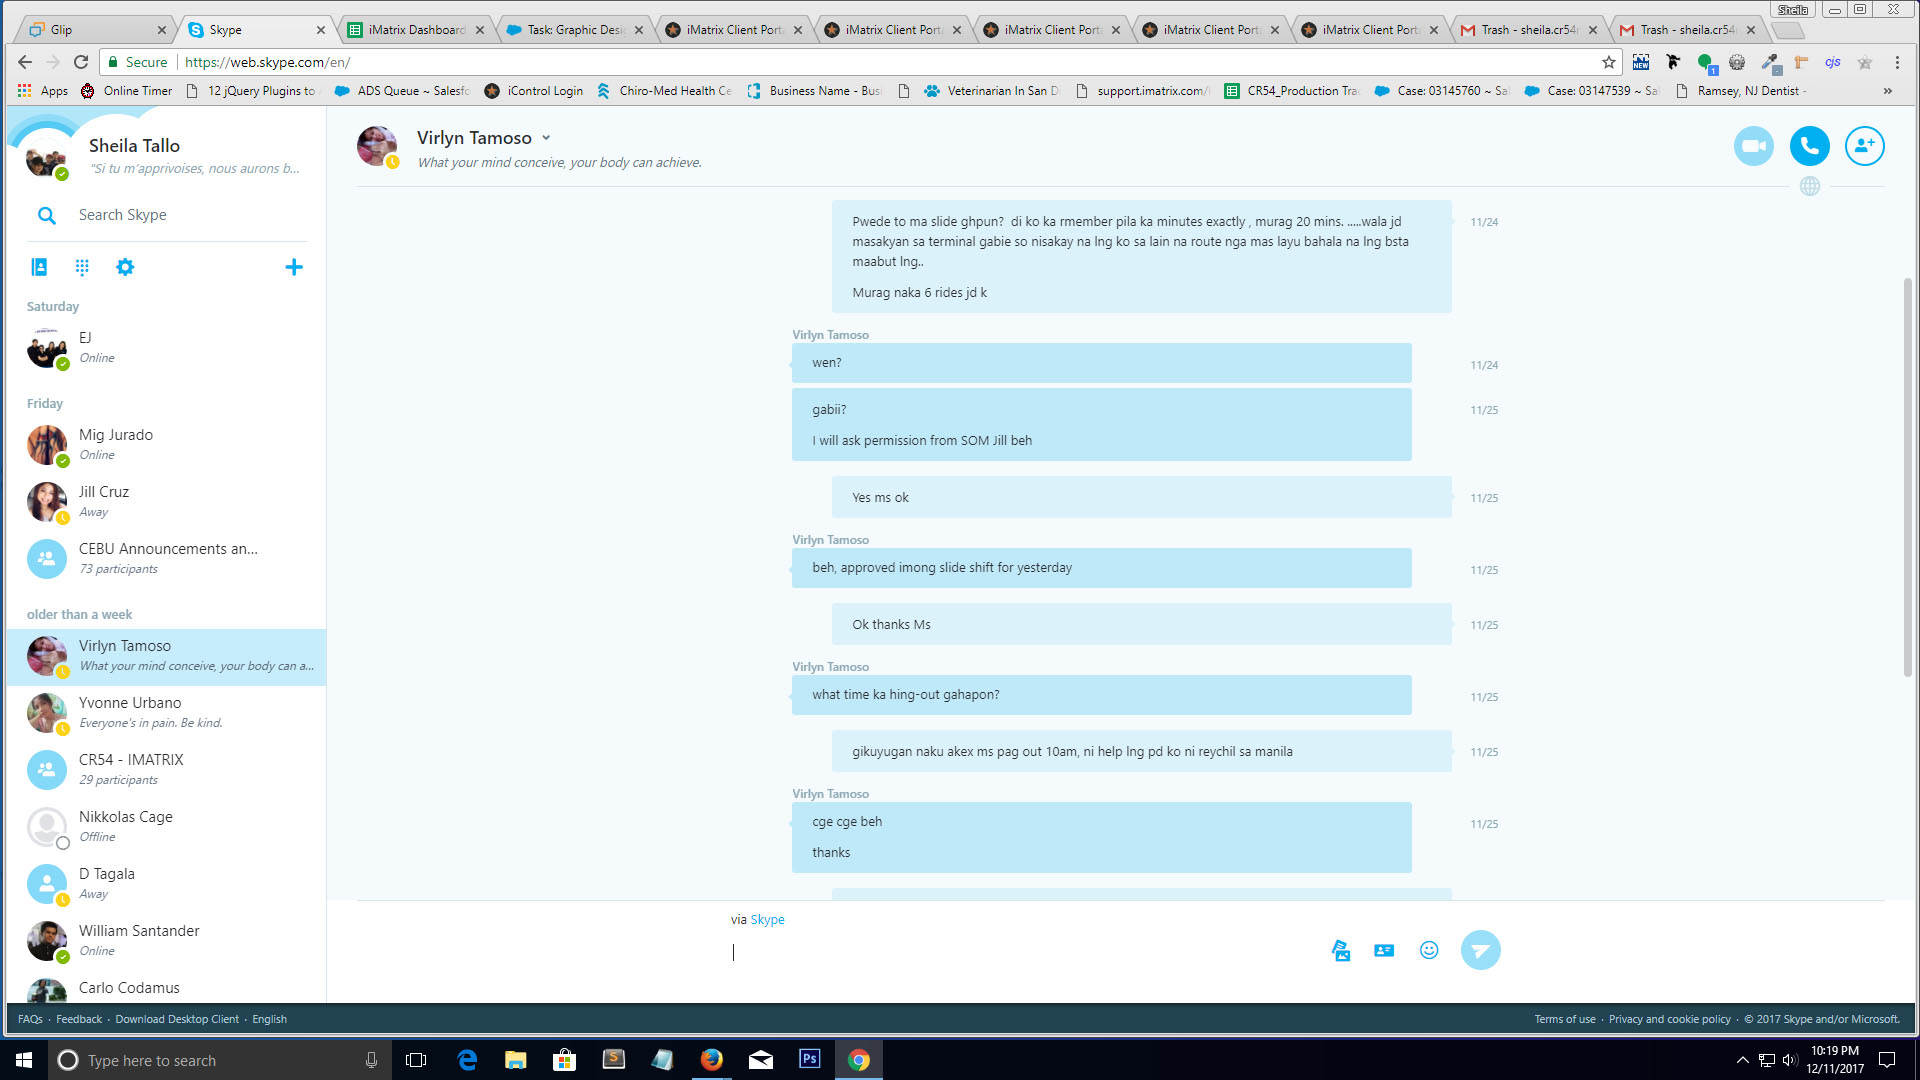 Sheila
Glip
Skype
iMatrix Dashboard
Task: Graphic Desi
iMatrix Client Port
iMatrix Client Port
iMatrix Client Port
iMatrix Client Port
iMatrix Client Port
Trash - sheila.cr54
Trash - sheila.cr54
Secure
https://web.skype.com/en/
NEW
1
cjs
Apps
Online Timer
12 jQuery Plugins to
ADS Queue ~ Salesfo
iControl Login
Chiro-Med Health Ce
Business Name - Bus
Veterinarian In San D
support.imatrix.com/
CR54_Production Tra
Case: 03145760 ~ Sa
Case: 03147539 ~ Sa
Ramsey, NJ Dentist -
»
Sheila Tallo
"Si tu m'apprivoises, nous aurons b...
Search Skype
Saturday
EJ
Online
Friday
Mig Jurado
Online
Jill Cruz
Away
CEBU Announcements an...
73 participants
older than a week
Virlyn Tamoso
What your mind conceive, your body can a...
Yvonne Urbano
Everyone's in pain. Be kind.
CR54 - IMATRIX
29 participants
Nikkolas Cage
Offline
D Tagala
Away
William Santander
Online
Carlo Codamus
Virlyn Tamoso
What your mind conceive, your body can achieve.
Pwede to ma slide ghpun?  di ko ka rmember pila ka minutes exactly , murag 20 mins. .....wala jd
masakyan sa terminal gabie so nisakay na lng ko sa lain na route nga mas layu bahala na lng bsta
maabut lng..
Murag naka 6 rides jd k
11/24
Virlyn Tamoso
wen?
11/24
gabii?
I will ask permission from SOM Jill beh
11/25
Yes ms ok
11/25
Virlyn Tamoso
beh, approved imong slide shift for yesterday
11/25
Ok thanks Ms
11/25
Virlyn Tamoso
what time ka hing-out gahapon?
11/25
gikuyugan naku akex ms pag out 10am, ni help lng pd ko ni reychil sa manila
11/25
Virlyn Tamoso
cge cge beh
thanks
11/25
via Skype
FAQs · Feedback · Download Desktop Client · English
Terms of use · Privacy and cookie policy · © 2017 Skype and/or Microsoft.
Type here to search
Ps
10:19 PM
12/11/2017